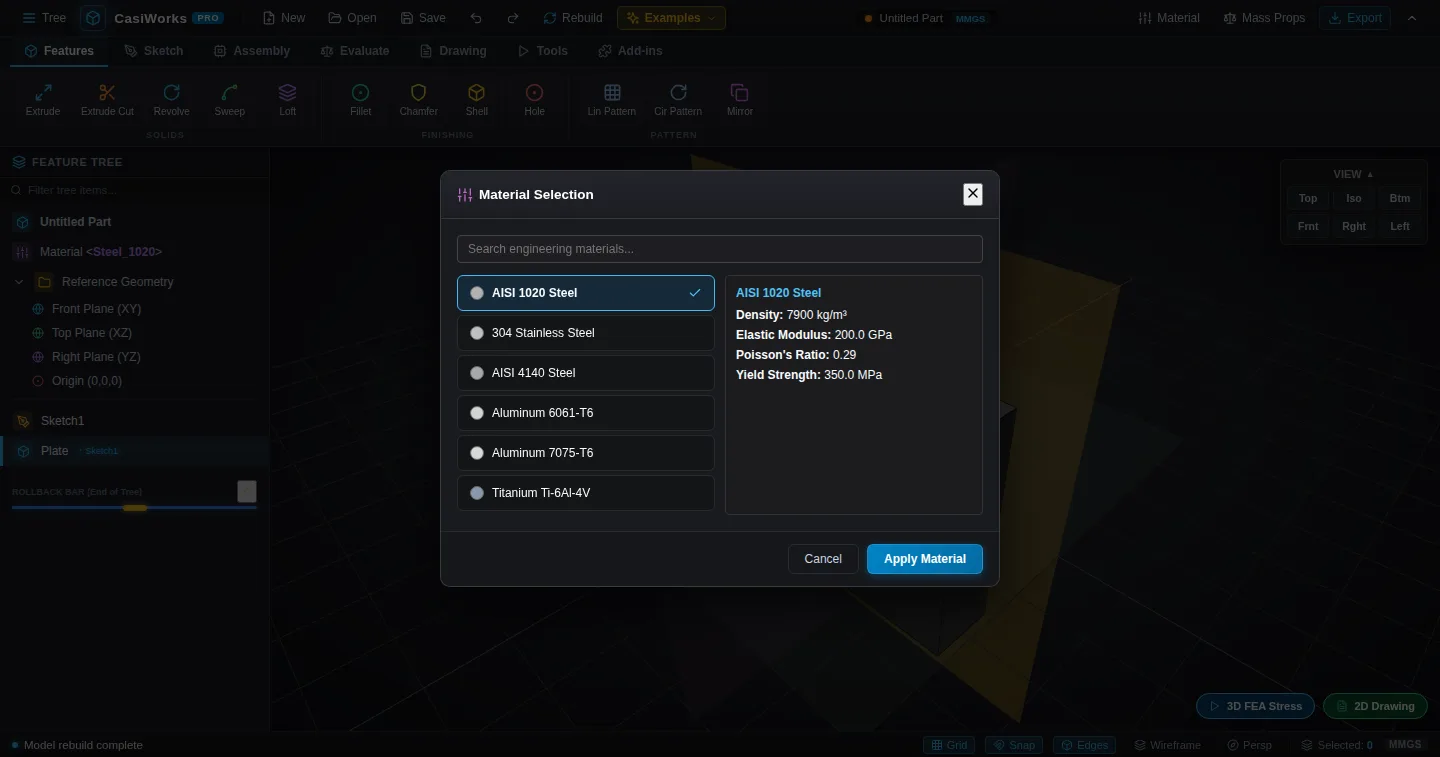 Tree CasiWorks PRO New Open Save Rebuild Examples Untitled Part MMGS Material Mass Props Export
Features Sketch Assembly Evaluate Drawing Tools Add-ins
Extrude Extrude Cut Revolve Sweep Loft Fillet Chamfer Shell Hole Lin Pattern Cir Pattern Mirror
SOLIDS FINISHING PATTERN
FEATURE TREE
Filter tree items...
Untitled Part
Material <Steel_1020>
Reference Geometry
Front Plane (XY)
Top Plane (XZ)
Right Plane (YZ)
Origin (0,0,0)
Sketch1
Plate ↑ Sketch1
ROLLBACK BAR (End of Tree)
Material Selection
Search engineering materials...
AISI 1020 Steel
304 Stainless Steel
AISI 4140 Steel
Aluminum 6061-T6
Aluminum 7075-T6
Titanium Ti-6Al-4V
AISI 1020 Steel
Density: 7900 kg/m³
Elastic Modulus: 200.0 GPa
Poisson's Ratio: 0.29
Yield Strength: 350.0 MPa
Cancel Apply Material
VIEW ▲
Top Iso Btm
Frnt Rght Left
3D FEA Stress 2D Drawing
Model rebuild complete Grid Snap Edges Wireframe Persp Selected: 0 MMGS